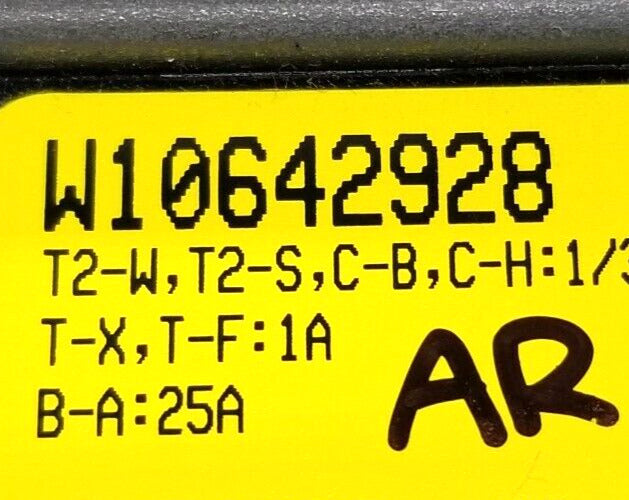 W10642928
T2-W,T2-S,C-B,C-H:1/3
T-X,T-F:1A
B-A:25A
AR